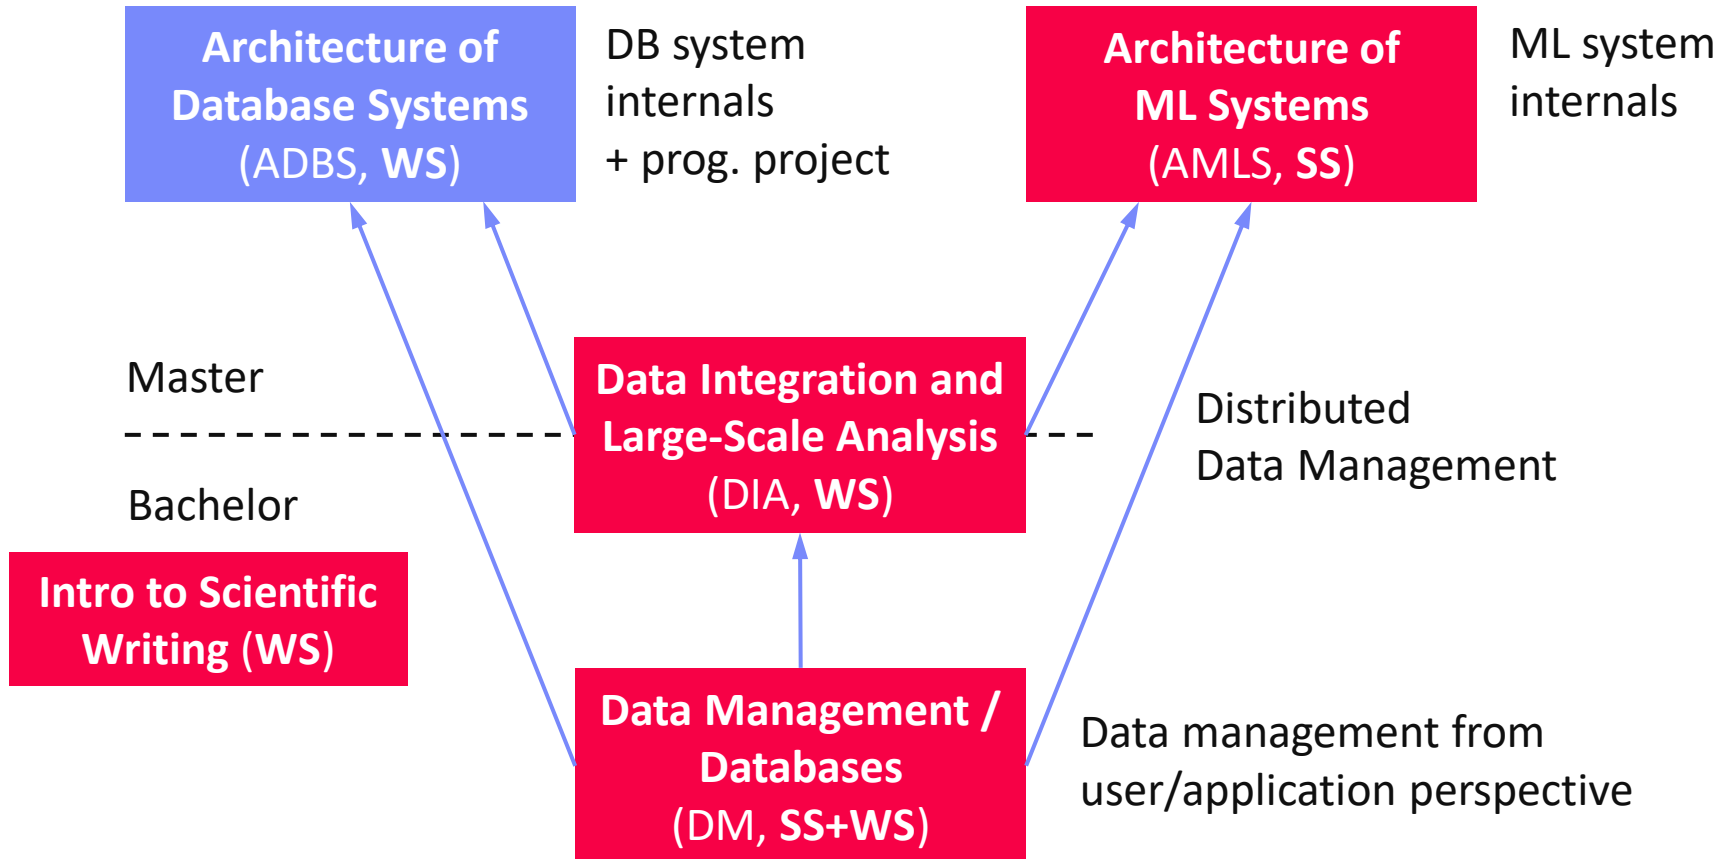 Architecture of
Database Systems
(ADBS, WS)
DB system
internals
+ prog. project
Architecture of
ML Systems
(AMLS, SS)
ML system
internals
Master
Data Integration and
Large-Scale Analysis
(DIA, WS)
Distributed
Data Management
Bachelor
Intro to Scientific
Writing (WS)
Data Management /
Databases
(DM, SS+WS)
Data management from
user/application perspective